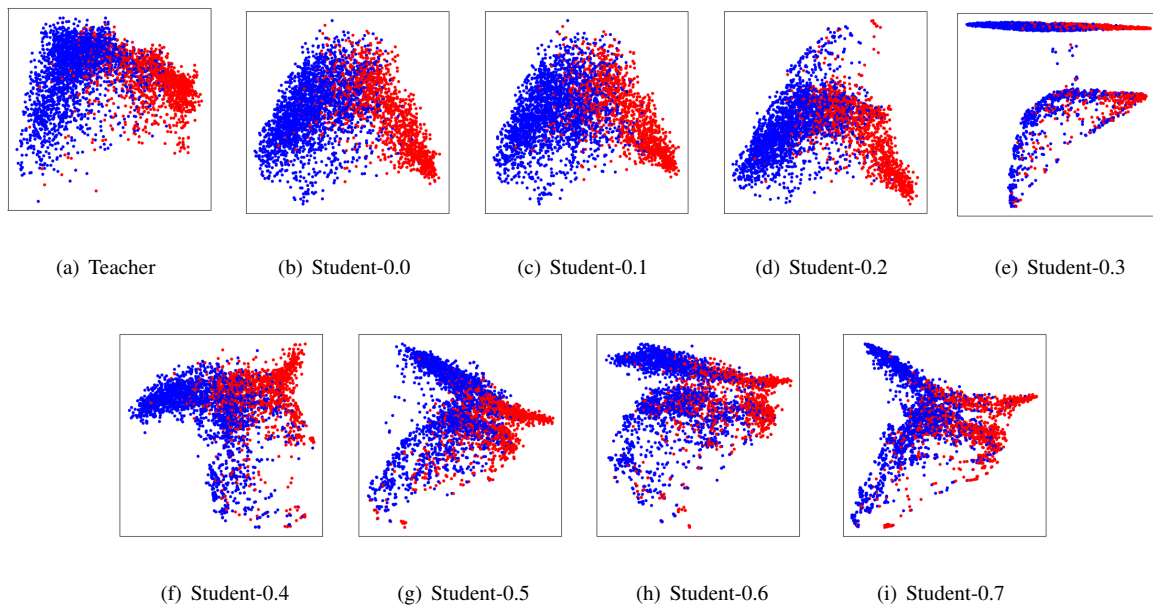 (a) Teacher
(b) Student-0.0
(c) Student-0.1
(d) Student-0.2
(e) Student-0.3
(f) Student-0.4
(g) Student-0.5
(h) Student-0.6
(i) Student-0.7